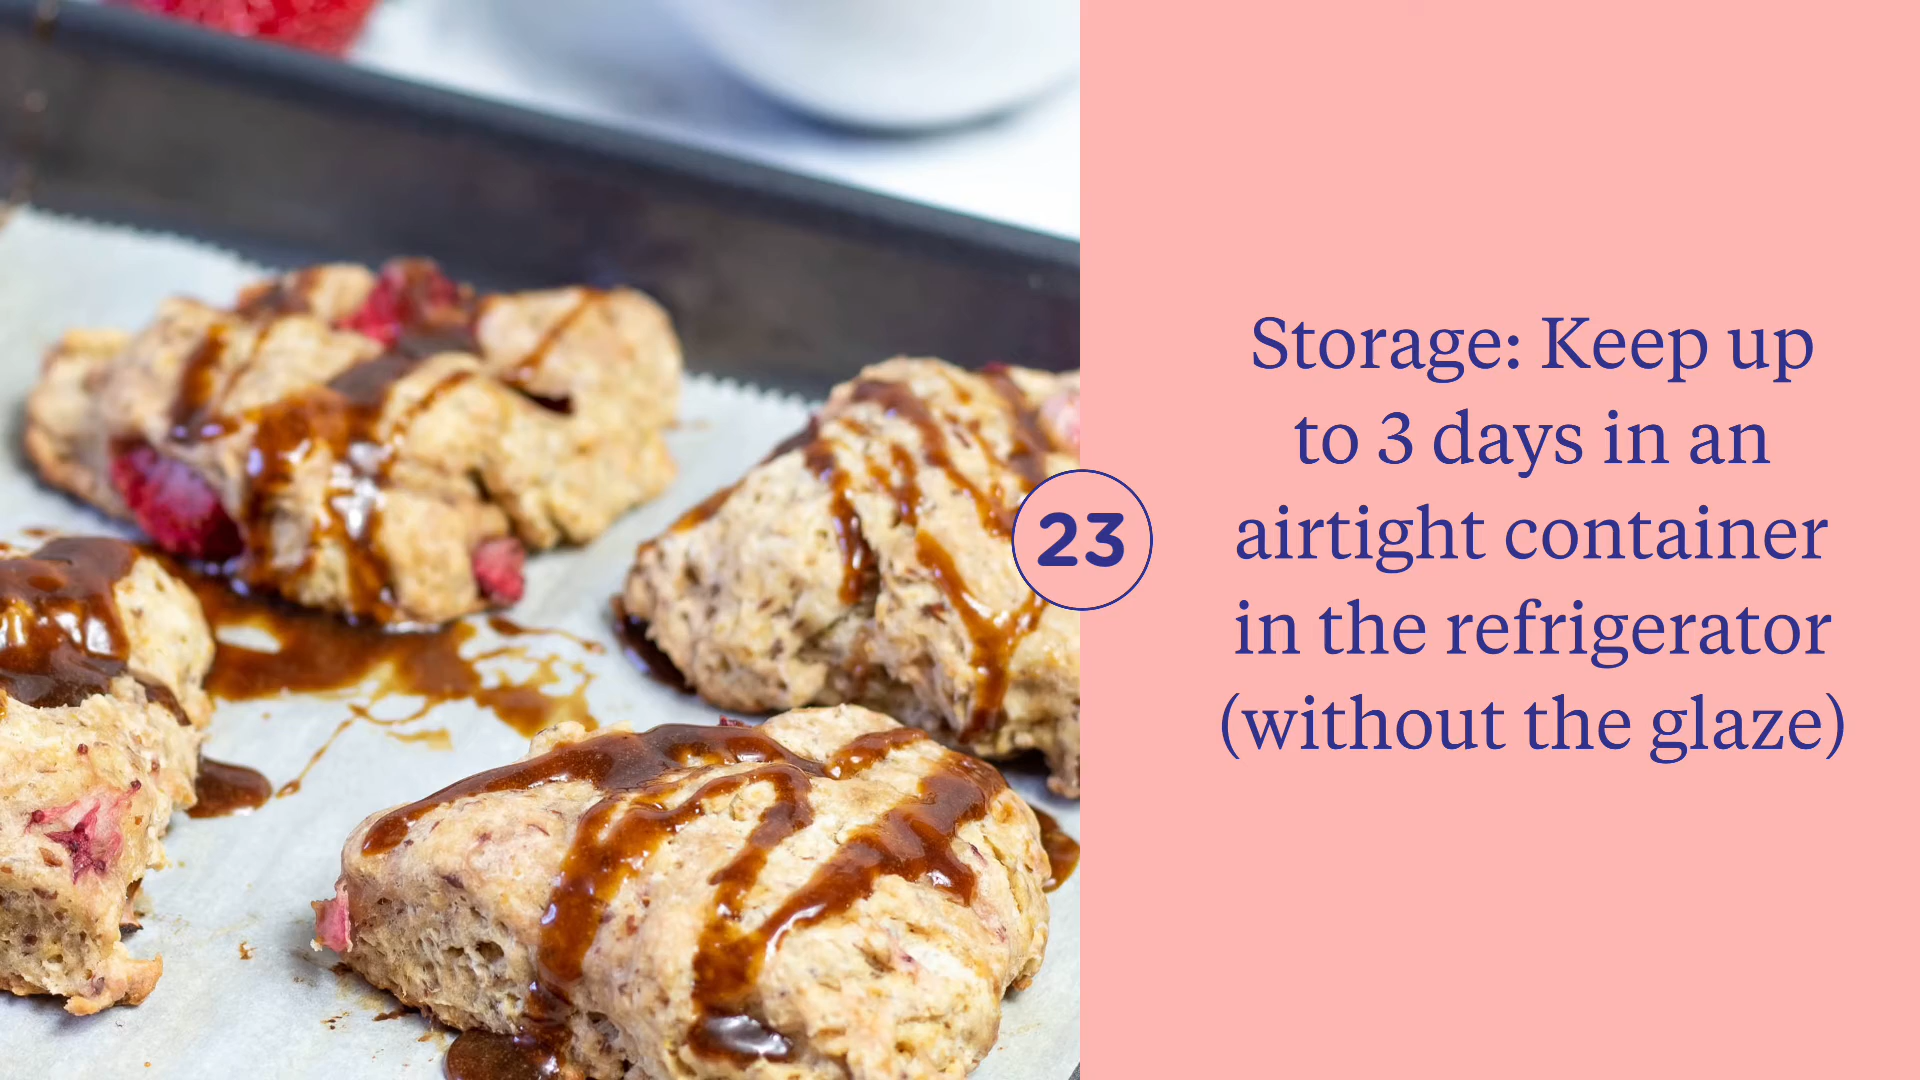 23
Storage: Keep up
to 3 days in an
airtight container
in the refrigerator
(without the glaze)